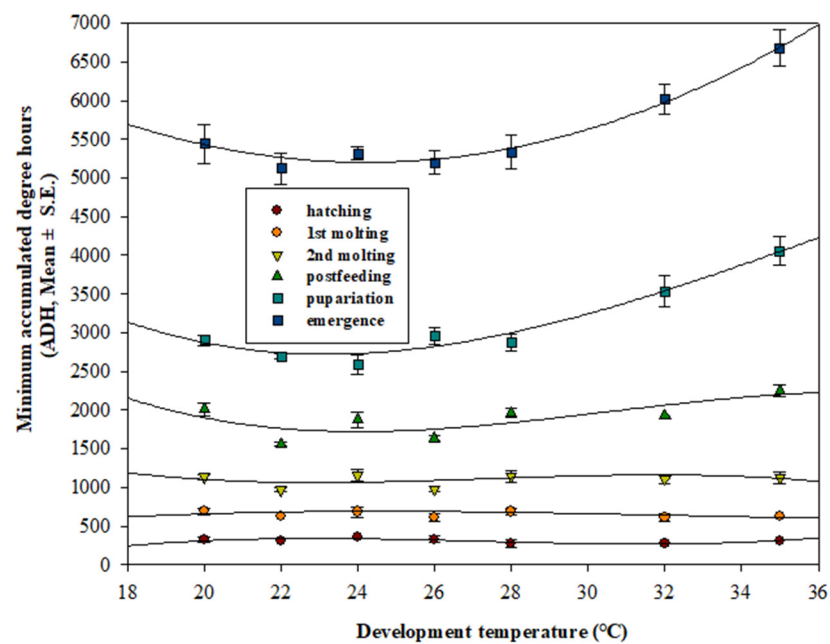 7000
6500
6000
5500
5000
4500
4000
3500
3000
2500
2000
1500
1000
500
0
Minimum accumulated degree hours
(ADH, Mean ± S.E.)
hatching
1st molting
2nd molting
postfeeding
pupariation
emergence
18 20 22 24 26 28 30 32 34 36
Development temperature (°C)